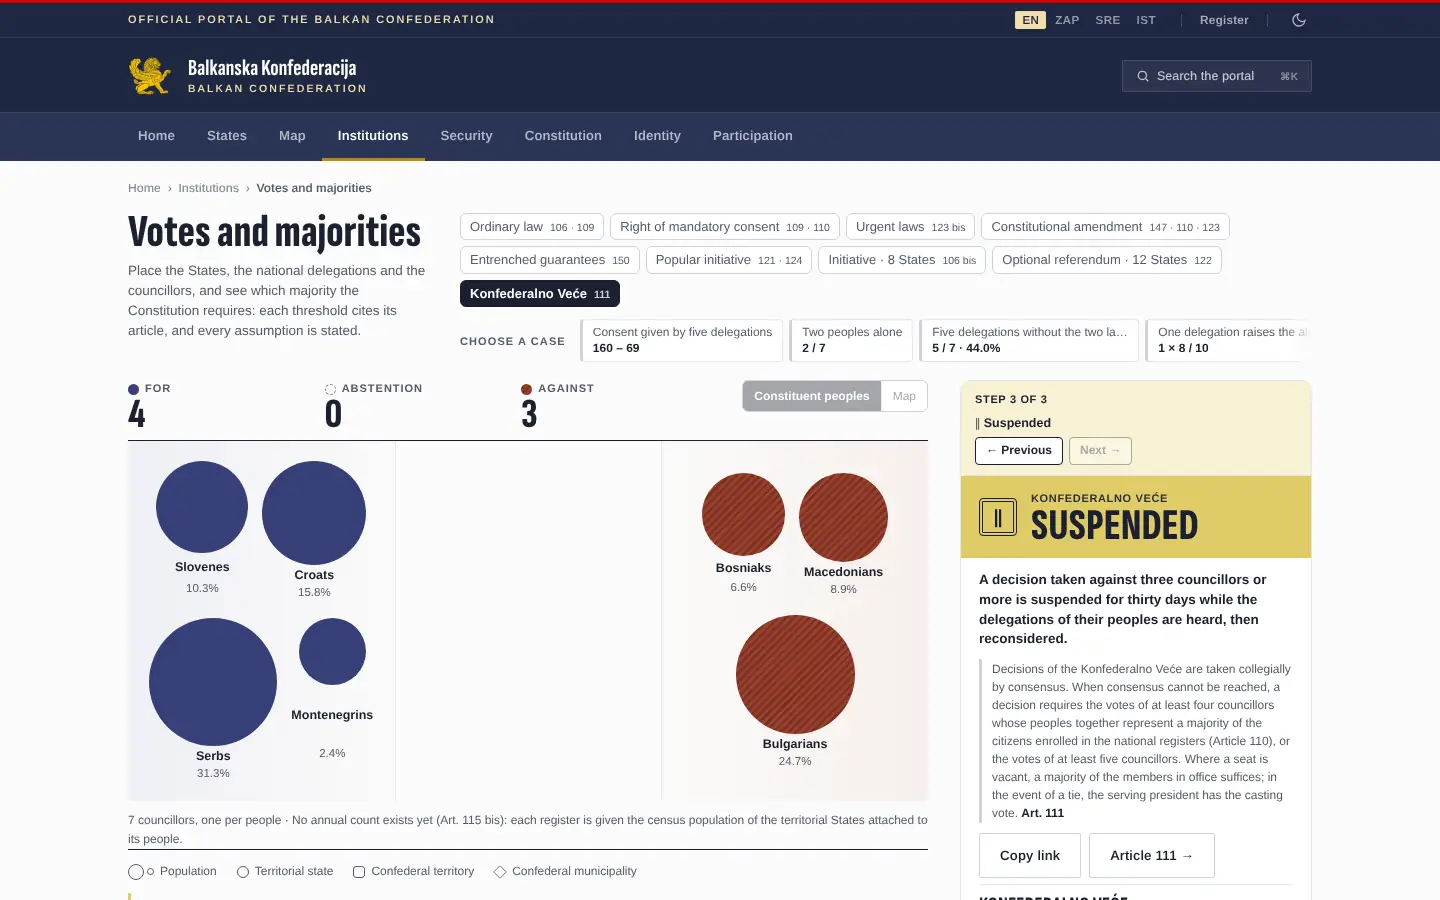 OFFICIAL PORTAL OF THE BALKAN CONFEDERATION
EN ZAP SRE IST Register
Balkanska Konfederacija
BALKAN CONFEDERATION
Search the portal ⌘K
Home States Map Institutions Security Constitution Identity Participation
Home › Institutions › Votes and majorities
Votes and majorities
Place the States, the national delegations and the
councillors, and see which majority the
Constitution requires: each threshold cites its
article, and every assumption is stated.
Ordinary law 106 · 109
Right of mandatory consent 109 · 110
Urgent laws 123 bis
Constitutional amendment 147 · 110 · 123
Entrenched guarantees 150
Popular initiative 121 · 124
Initiative · 8 States 106 bis
Optional referendum · 12 States 122
Konfederalno Veće 111
CHOOSE A CASE
Consent given by five delegations
160 – 69
Two peoples alone
2 / 7
Five delegations without the two la…
5 / 7 · 44.0%
One delegation raises the al
1 × 8 / 10
FOR
4
ABSTENTION
0
AGAINST
3
Constituent peoples Map
Slovenes
10.3%
Croats
15.8%
Serbs
31.3%
Montenegrins
2.4%
Bosniaks
6.6%
Macedonians
8.9%
Bulgarians
24.7%
7 councillors, one per people · No annual count exists yet (Art. 115 bis): each register is given the census population of the territorial States attached to
its people.
Population Territorial state Confederal territory Confederal municipality
STEP 3 OF 3
‖ Suspended
← Previous Next →
KONFEDERALNO VEĆE
SUSPENDED
A decision taken against three councillors or
more is suspended for thirty days while the
delegations of their peoples are heard, then
reconsidered.
Decisions of the Konfederalno Veće are taken collegially
by consensus. When consensus cannot be reached, a
decision requires the votes of at least four councillors
whose peoples together represent a majority of the
citizens enrolled in the national registers (Article 110), or
the votes of at least five councillors. Where a seat is
vacant, a majority of the members in office suffices; in
the event of a tie, the serving president has the casting
vote. Art. 111
Copy link Article 111 →
KONFEDERALNO VEĆE